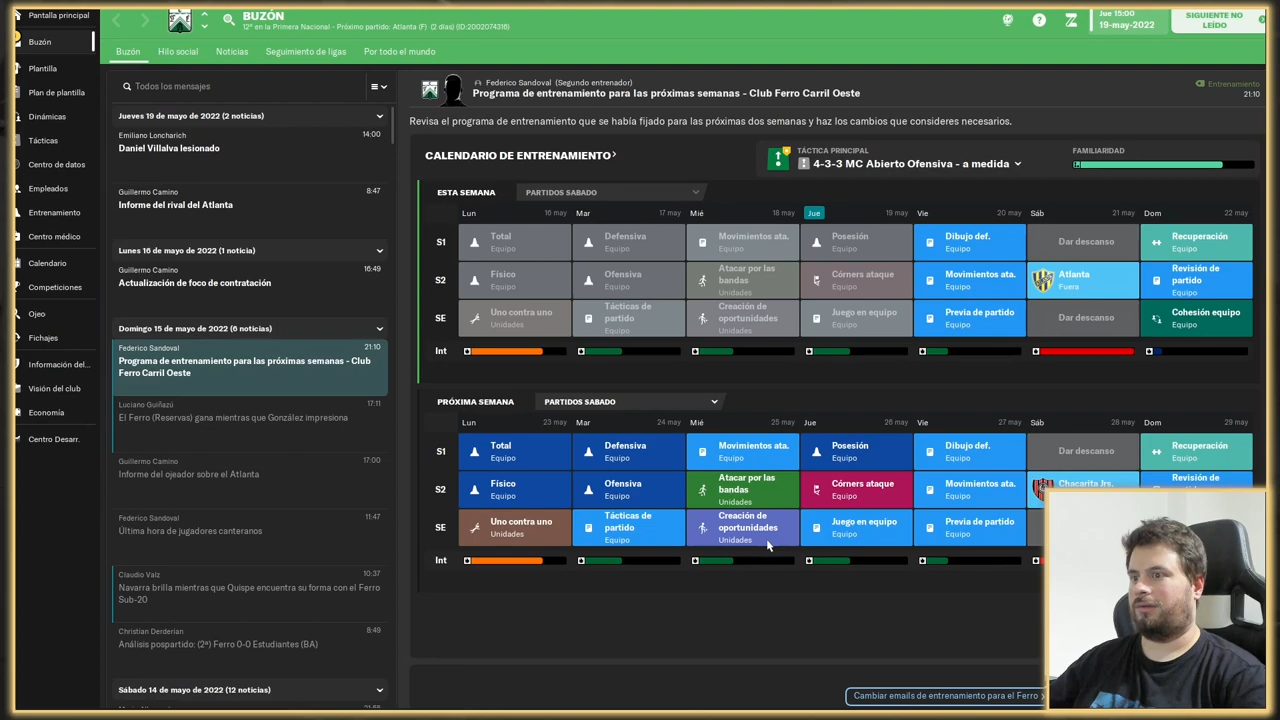 Pantalla principal
Buzón
Plantilla
Plan de plantilla
Dinámicas
Tácticas
Centro de datos
Empleados
Entrenamiento
Centro médico
Calendario
Competiciones
Ojeo
Fichajes
Información del...
Visión del club
Economía
Centro Desarr.
BUZÓN
12º en la Primera Nacional - Próximo partido: Atlanta (F) (2 días) (ID:2002074316)
Jue 15:00
19-may-2022
SIGUIENTE NO
LEÍDO
Buzón Hilo social Noticias Seguimiento de ligas Por todo el mundo
Todos los mensajes
Jueves 19 de mayo de 2022 (2 noticias)
Emiliano Loncharich 14:00
Daniel Villalva lesionado
Guillermo Camino 8:47
Informe del rival del Atlanta
Lunes 16 de mayo de 2022 (1 noticia)
Guillermo Camino 16:49
Actualización de foco de contratación
Domingo 15 de mayo de 2022 (6 noticias)
Federico Sandoval 21:10
Programa de entrenamiento para las próximas semanas - Club
Ferro Carril Oeste
Luciano Guiñazú 17:11
El Ferro (Reservas) gana mientras que González impresiona
Guillermo Camino 17:00
Informe del ojeador sobre el Atlanta
Federico Sandoval 11:47
Última hora de jugadores canteranos
Claudio Valz 10:37
Navarra brilla mientras que Quispe encuentra su forma con el Ferro
Sub-20
Christian Derderian 8:49
Análisis pospartido: (2ª) Ferro 0-0 Estudiantes (BA)
Sábado 14 de mayo de 2022 (12 noticias)
Federico Sandoval (Segundo entrenador)
Programa de entrenamiento para las próximas semanas - Club Ferro Carril Oeste
Entrenamiento
21:10
Revisa el programa de entrenamiento que se había fijado para las próximas dos semanas y haz los cambios que consideres necesarios.
CALENDARIO DE ENTRENAMIENTO
TÁCTICA PRINCIPAL
4-3-3 MC Abierto Ofensiva - a medida
FAMILIARIDAD
ESTA SEMANA PARTIDOS SABADO
Lun 16 may Mar 17 may Mié 18 may Jue 19 may Vie 20 may Sáb 21 may Dom 22 may
S1
Total Defensiva Movimientos ata. Posesión Dibujo def. Dar descanso Recuperación
Equipo Equipo Equipo Equipo Equipo Equipo
S2
Físico Ofensiva Atacar por las bandas Córners ataque Movimientos ata. Atlanta Revisión de partido
Equipo Equipo Unidades Equipo Equipo Fuera Equipo
SE
Uno contra uno Tácticas de partido Creación de oportunidades Juego en equipo Previa de partido Dar descanso Cohesión equipo
Unidades Equipo Unidades Equipo Equipo Equipo
Int
PRÓXIMA SEMANA PARTIDOS SABADO
Lun 23 may Mar 24 may Mié 25 may Jue 26 may Vie 27 may Sáb 28 may Dom 29 may
S1
Total Defensiva Movimientos ata. Posesión Dibujo def. Dar descanso Recuperación
Equipo Equipo Equipo Equipo Equipo Equipo
S2
Físico Ofensiva Atacar por las bandas Córners ataque Movimientos ata. Chacarita Jrs. Revisión de
Equipo Equipo Unidades Equipo Equipo
SE
Uno contra uno Tácticas de partido Creación de oportunidades Juego en equipo Previa de partido
Unidades Equipo Unidades Equipo Equipo
Int
Cambiar emails de entrenamiento para el Ferro